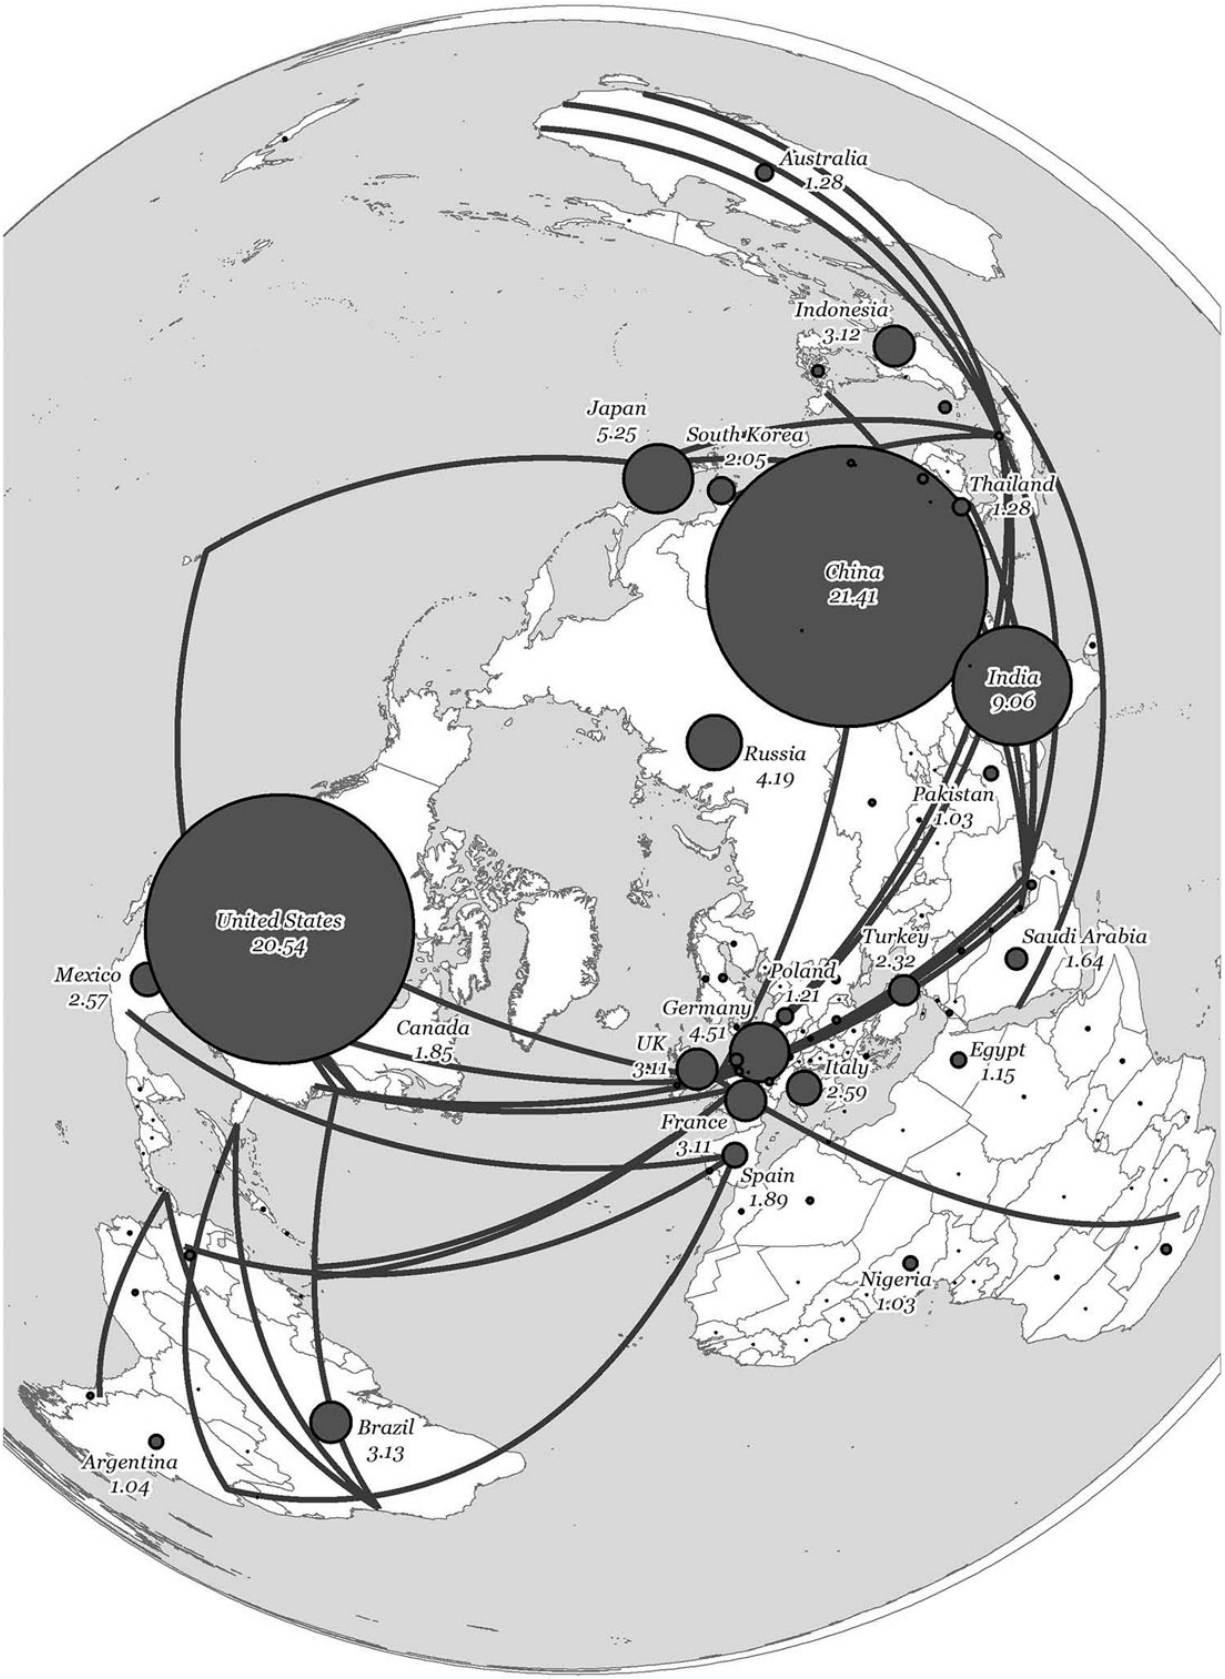 Australia
1.28
Indonesia
3.12
Japan
5.25
South Korea
2.05
Thailand
1.28
China
21.41
India
9.06
Russia
4.19
Pakistan
1.03
United States
20.54
Turkey
2.32
Saudi Arabia
1.64
Mexico
2.57
Poland
1.21
Germany
4.51
Canada
1.85
UK
3.11
Egypt
1.15
Italy
2.59
France
3.11
Spain
1.89
Nigeria
1.03
Brazil
3.13
Argentina
1.04